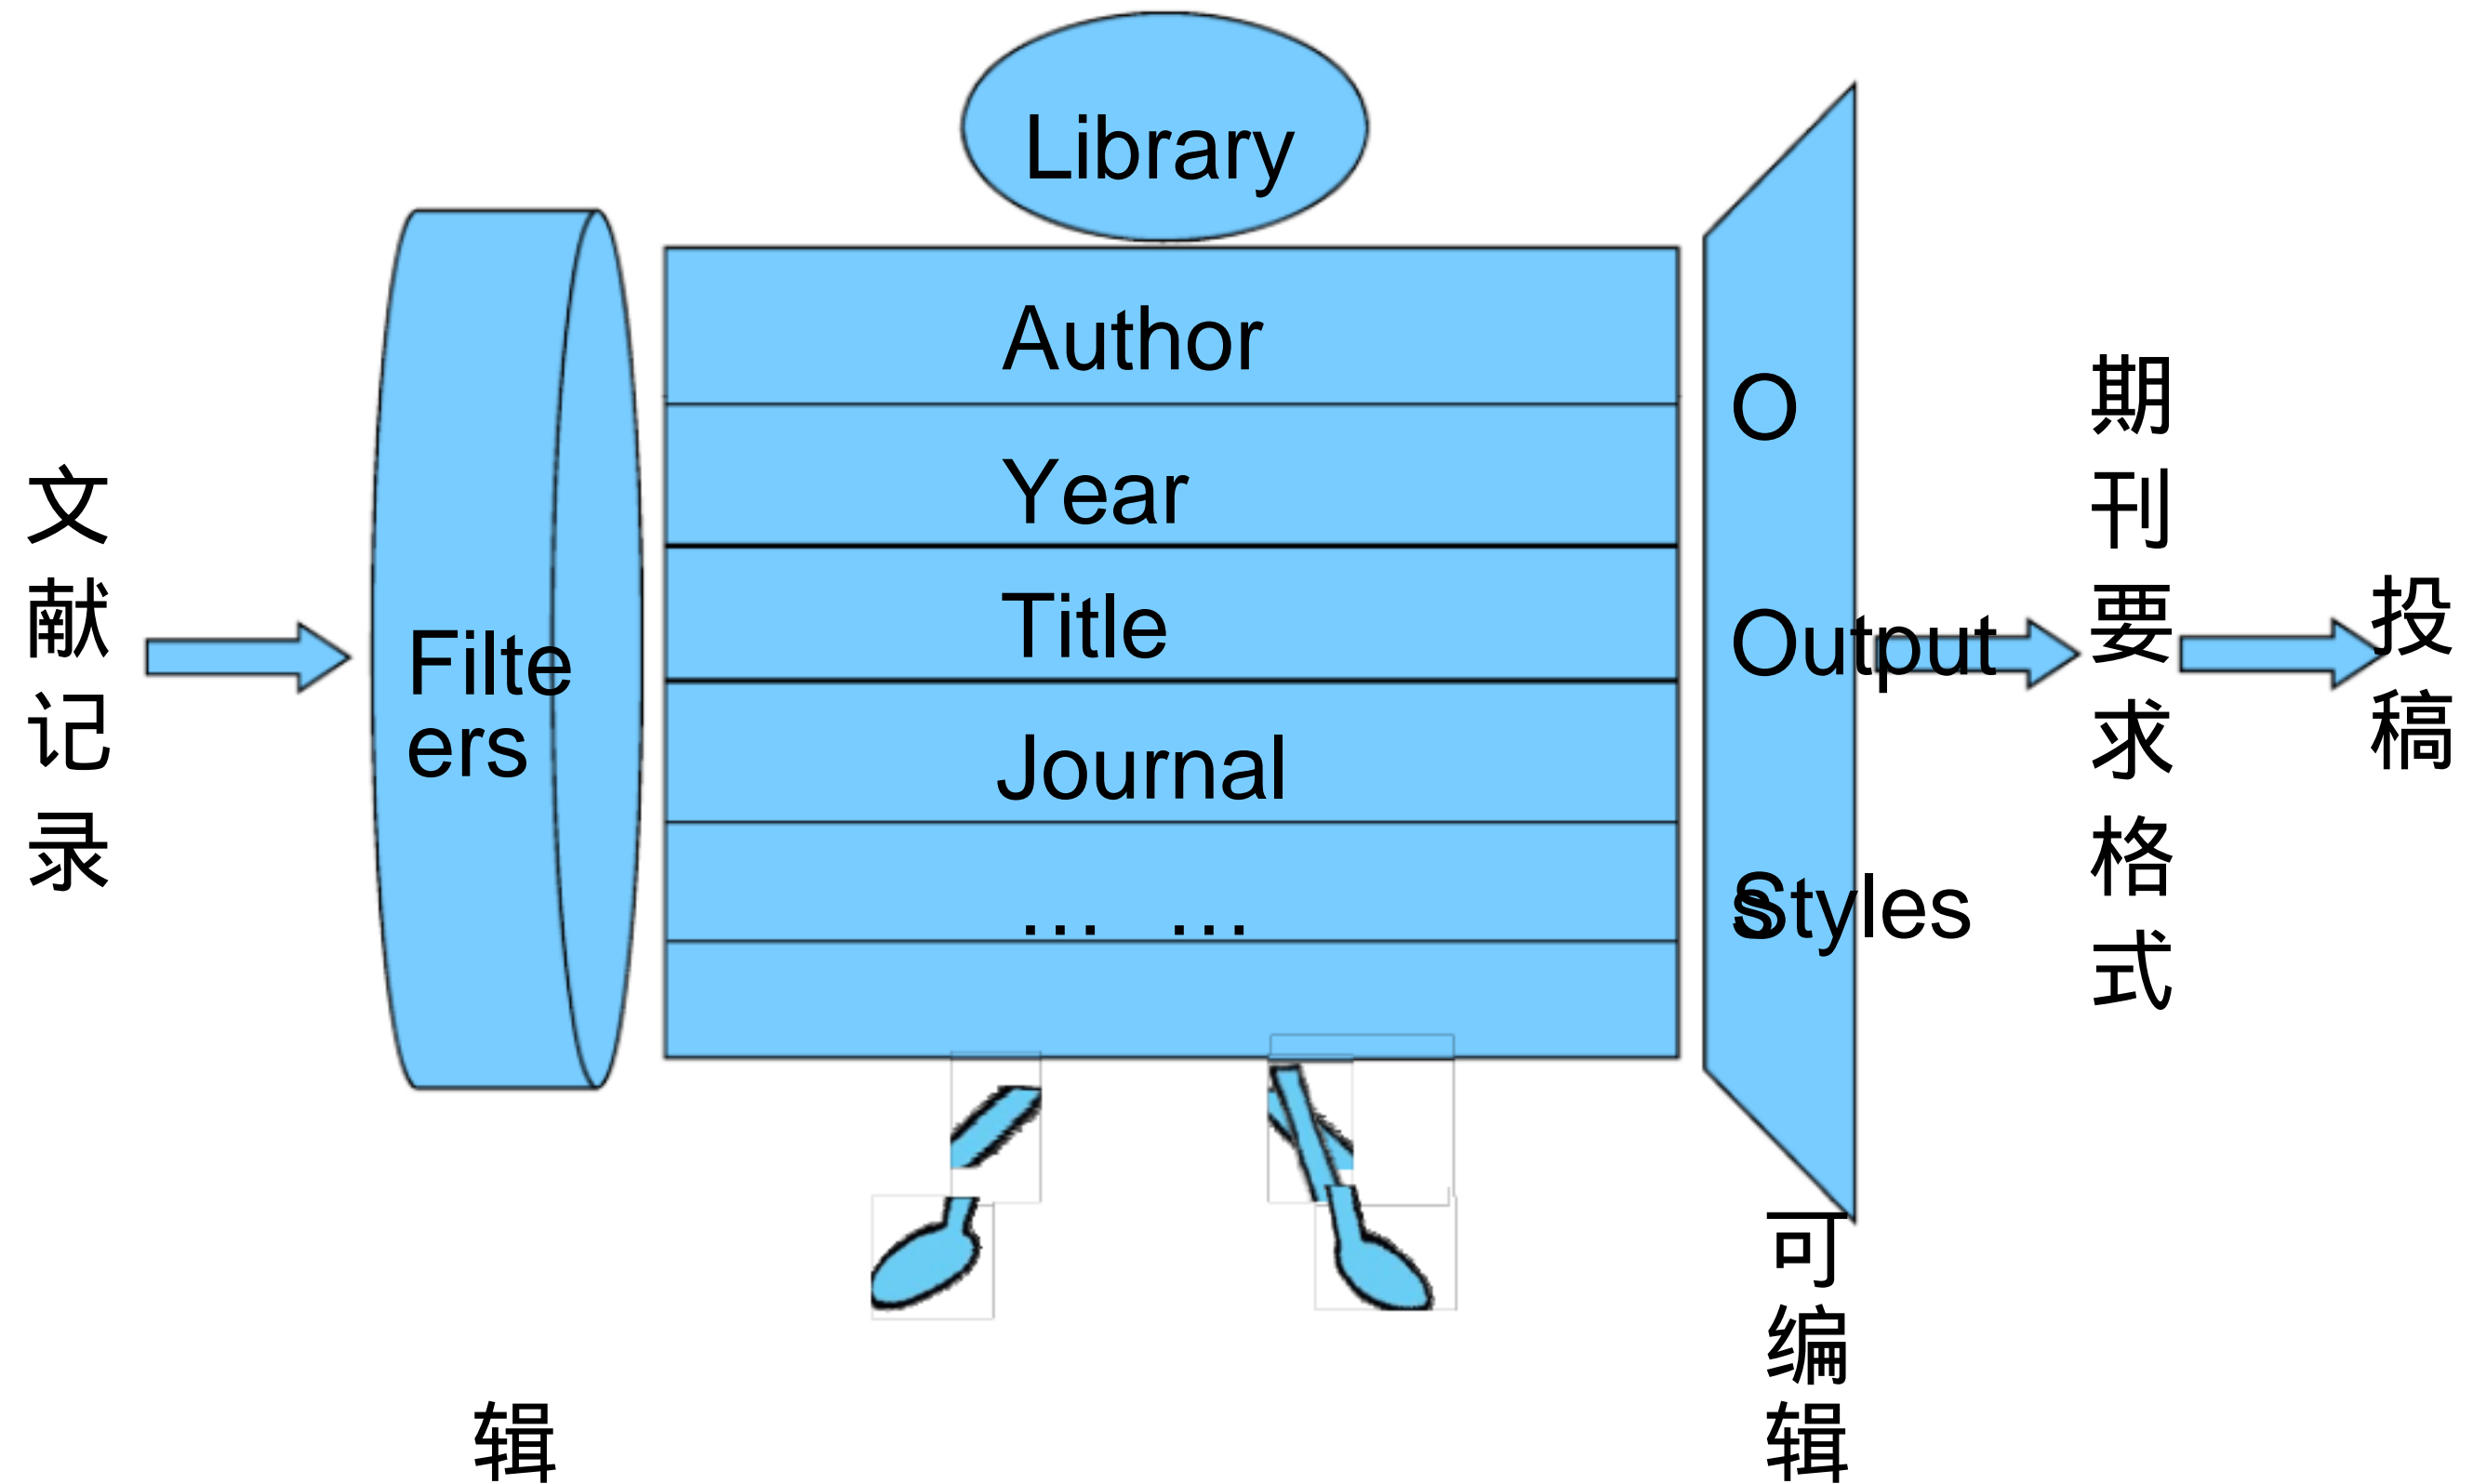 文献记录
Filte
ers
Library
Author
Year
Title
Journal
… …
O
Output
s
Styles
期刊要求格式
投稿
可编辑
辑